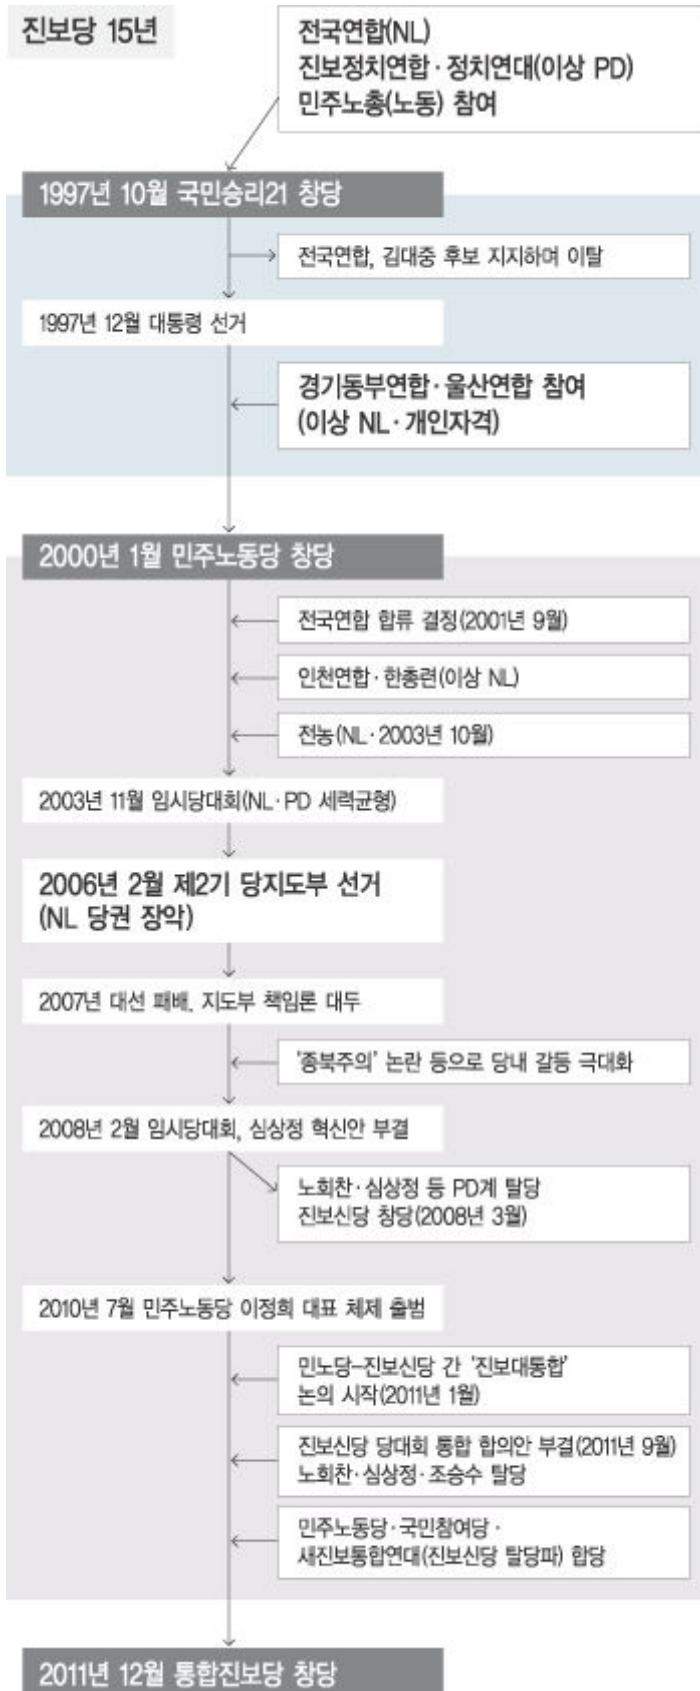 진보당 15년
전국연합(NL)
진보정치연합·정치연대(이상 PD)
민주노총(노동) 참여
1997년 10월 국민승리21 창당
전국연합, 김대중 후보 지지하며 이탈
1997년 12월 대통령 선거
경기동부연합·울산연합 참여
(이상 NL·개인자격)
2000년 1월 민주노동당 창당
전국연합 합류 결정(2001년 9월)
인천연합·한총련(이상 NL)
전농(NL·2003년 10월)
2003년 11월 임시당대회(NL·PD 세력균형)
2006년 2월 제2기 당지도부 선거
(NL 당권 장악)
2007년 대선 패배, 지도부 책임론 대두
'종북주의' 논란 등으로 당내 갈등 극대화
2008년 2월 임시당대회, 심상정 혁신안 부결
노회찬·심상정 등 PD계 탈당
진보신당 창당(2008년 3월)
2010년 7월 민주노동당 이정희 대표 체제 출범
민노당-진보신당 간 '진보대통합'
논의 시작(2011년 1월)
진보신당 당대회 통합 합의안 부결(2011년 9월)
노회찬·심상정·조승수 탈당
민주노동당·국민참여당·
새진보통합연대(진보신당 탈당파) 합당
2011년 12월 통합진보당 창당